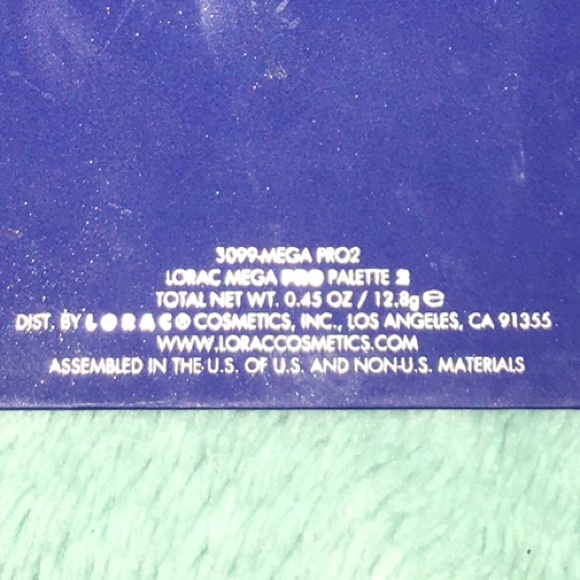 3099-MEGA PRO2
LORAC MEGA PRO PALETTE 2
TOTAL NET WT. 0.45 OZ / 12.8g ℮
DIST. BY LORAC® COSMETICS, INC., LOS ANGELES, CA 91355
WWW.LORACCOSMETICS.COM
ASSEMBLED IN THE U.S. OF U.S. AND NON-U.S. MATERIALS